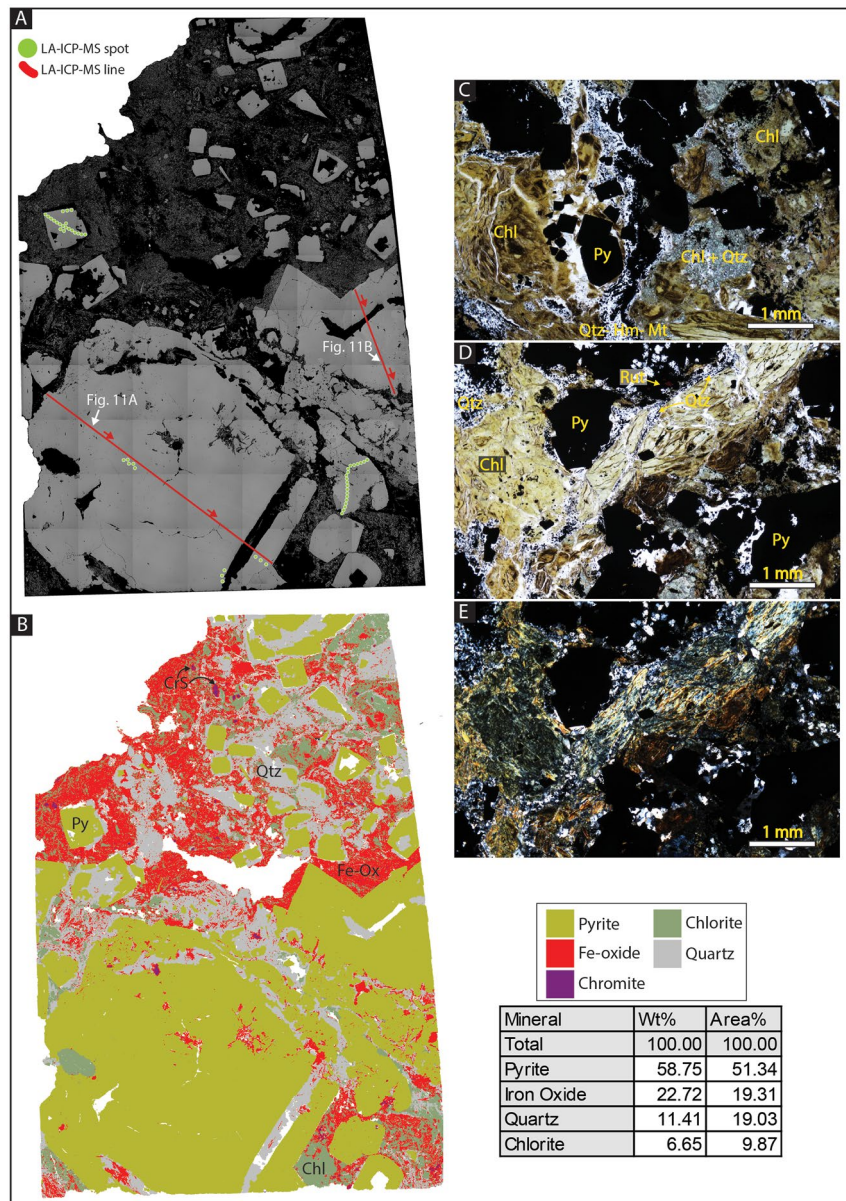 A
LA-ICP-MS spot
LA-ICP-MS line
Fig. 11B
Fig. 11A
B
CrS
Qtz
Py
Fe-Ox
Chl
C
Chl
Chl
Py
Chl + Qtz
Qtz- Hm- Mt
1 mm
D
Rut
Qtz
Qtz
Py
Chl
Py
1 mm
E
1 mm
Pyrite
Chlorite
Fe-oxide
Quartz
Chromite
Mineral Wt% Area%
Total 100.00 100.00
Pyrite 58.75 51.34
Iron Oxide 22.72 19.31
Quartz 11.41 19.03
Chlorite 6.65 9.87